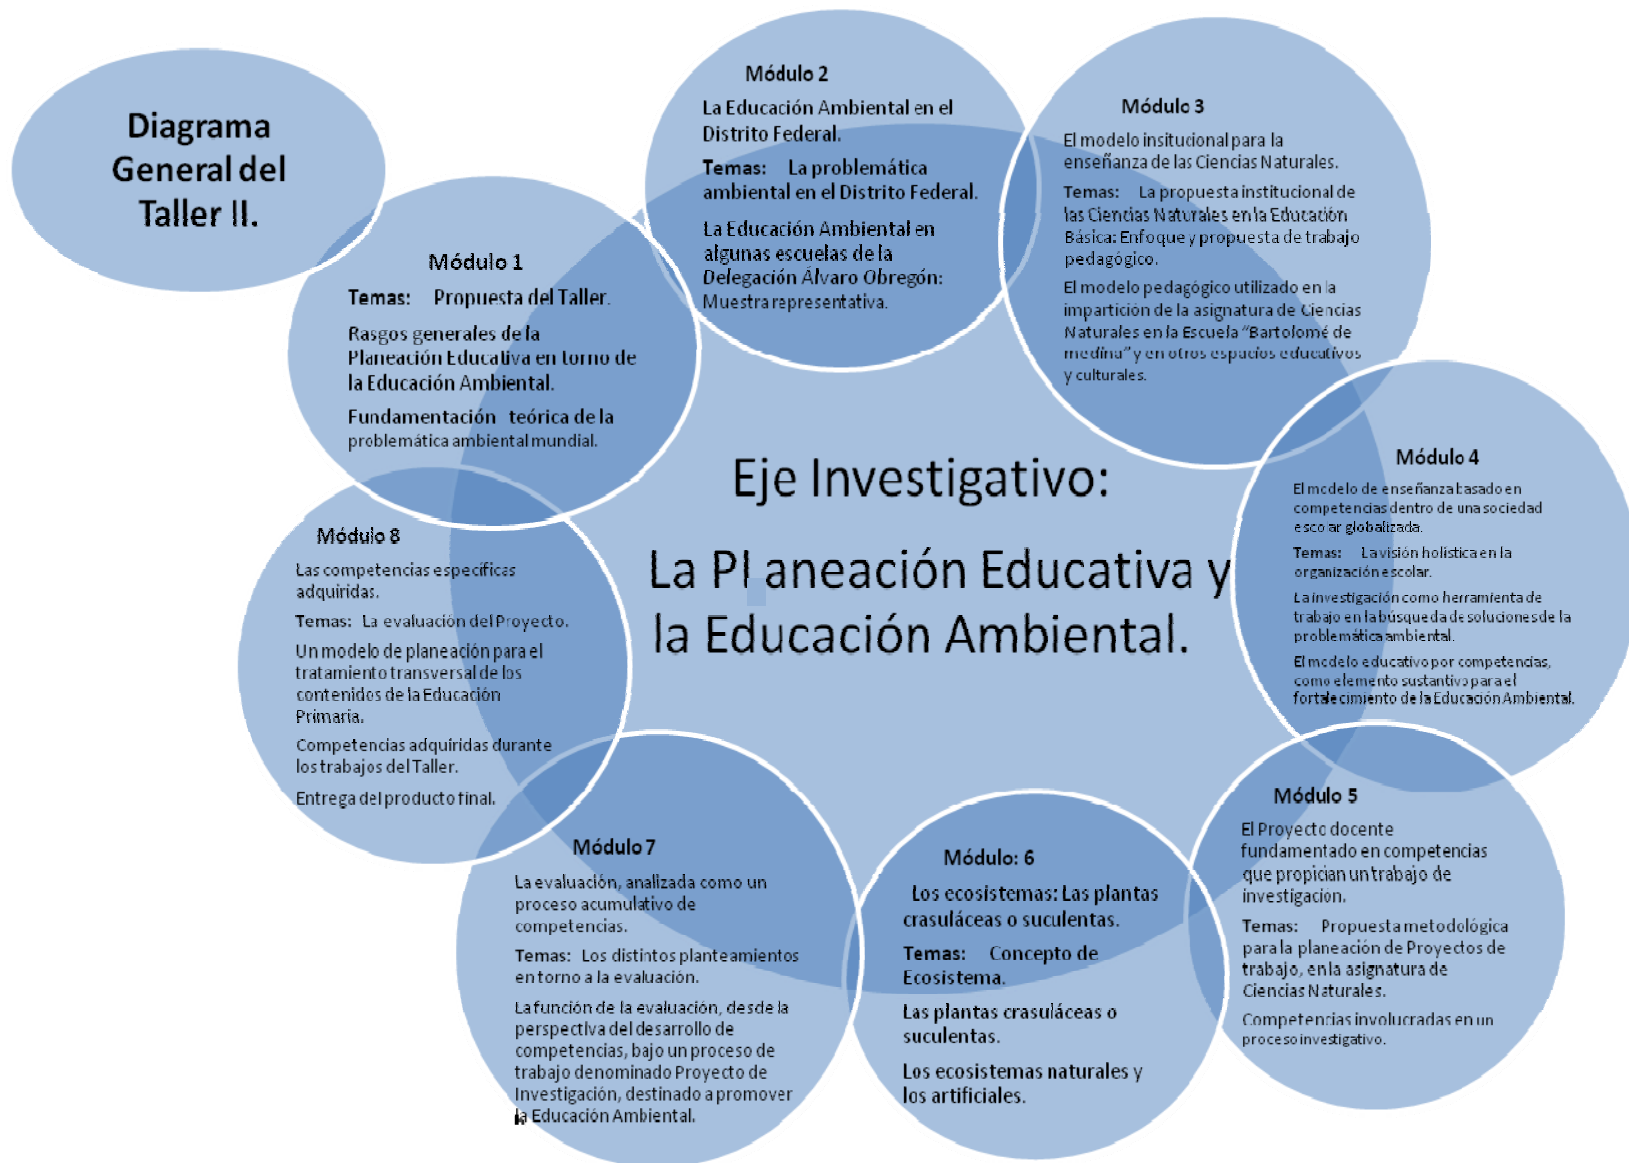 Diagrama
General del
Taller II.
Módulo 1
Temas: Propuesta del Taller.
Rasgos generales de la
Planeación Educativa en torno de
la Educación Ambiental.
Fundamentación teórica de la
problemática ambiental mundial.
Módulo 2
La Educación Ambiental en el
Distrito Federal.
Temas: La problemática
ambiental en el Distrito Federal.
La Educación Ambiental en
algunas escuelas de la
Delegación Álvaro Obregón:
Muestra representativa.
Módulo 3
El modelo insitucional para la
enseñanza de las Ciencias Naturales.
Temas: La propuesta institucional de
las Ciencias Naturales en la Educación
Básica: Enfoque y propuesta de trabajo
pedagógico.
El modelo pedagógico utilizado en la
impartición de la asignatura de Ciencias
Naturales en la Escuela "Bartolomé de
medina" y en otros espacios educativos
y culturales.
Módulo 4
El modelo de enseñanza basado en
competencias dentro de una sociedad
escolar globalizada.
Temas: La visión holística en la
organización escolar.
La investigación como herramienta de
trabajo en la búsqueda de soluciones de la
problemática ambiental.
El modelo educativo por competencias,
como elemento sustantivo para el
fortalecimiento de la Educación Ambiental.
Módulo 5
El Proyecto docente
fundamentado en competencias
que propician un trabajo de
investigación.
Temas: Propuesta metodológica
para la planeación de Proyectos de
trabajo, en la asignatura de
Ciencias Naturales.
Competencias involucradas en un
proceso investigativo.
Módulo: 6
Los ecosistemas: Las plantas
crasuláceas o suculentas.
Temas: Concepto de
Ecosistema.
Las plantas crasuláceas o
suculentas.
Los ecosistemas naturales y
los artificiales.
Módulo 7
La evaluación, analizada como un
proceso acumulativo de
competencias.
Temas: Los distintos planteamientos
en torno a la evaluación.
La función de la evaluación, desde la
perspectiva del desarrollo de
competencias, bajo un proceso de
trabajo denominado Proyecto de
Investigación, destinado a promover
la Educación Ambiental.
Módulo 8
Las competencias específicas
adquiridas.
Temas: La evaluación del Proyecto.
Un modelo de planeación para el
tratamiento transversal de los
contenidos de la Educación
Primaria.
Competencias adquiridas durante
los trabajos del Taller.
Entrega del producto final.
Eje Investigativo:
La Pl aneación Educativa y
la Educación Ambiental.